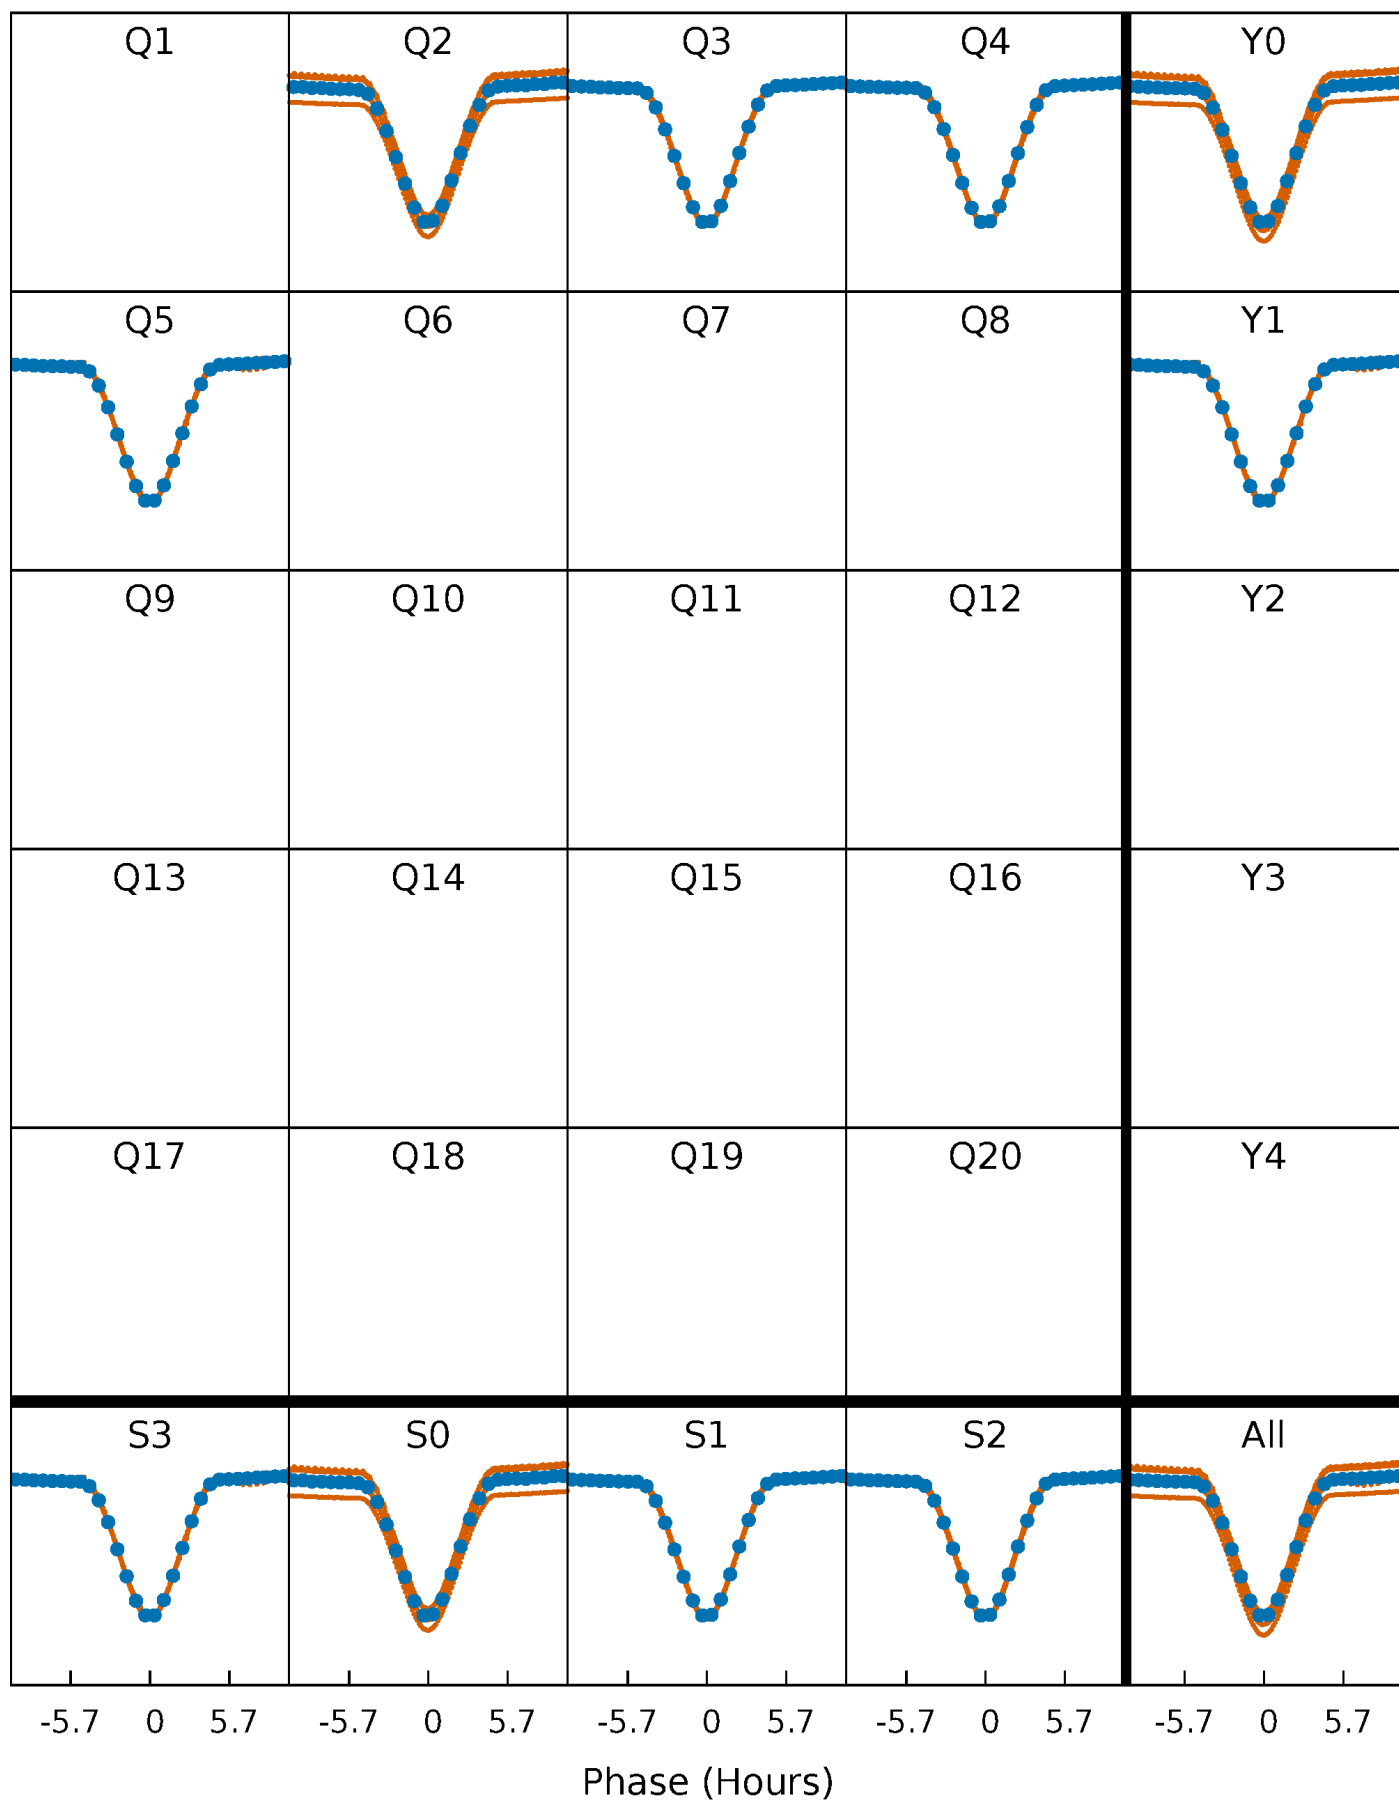 Q1 Q2 Q3 Q4 Y0
Q5 Q6 Q7 Q8 Y1
Q9 Q10 Q11 Q12 Y2
Q13 Q14 Q15 Q16 Y3
Q17 Q18 Q19 Q20 Y4
S3 S0 S1 S2 All
-5.7 0 5.7 -5.7 0 5.7 -5.7 0 5.7 -5.7 0 5.7 -5.7 0 5.7
Phase (Hours)